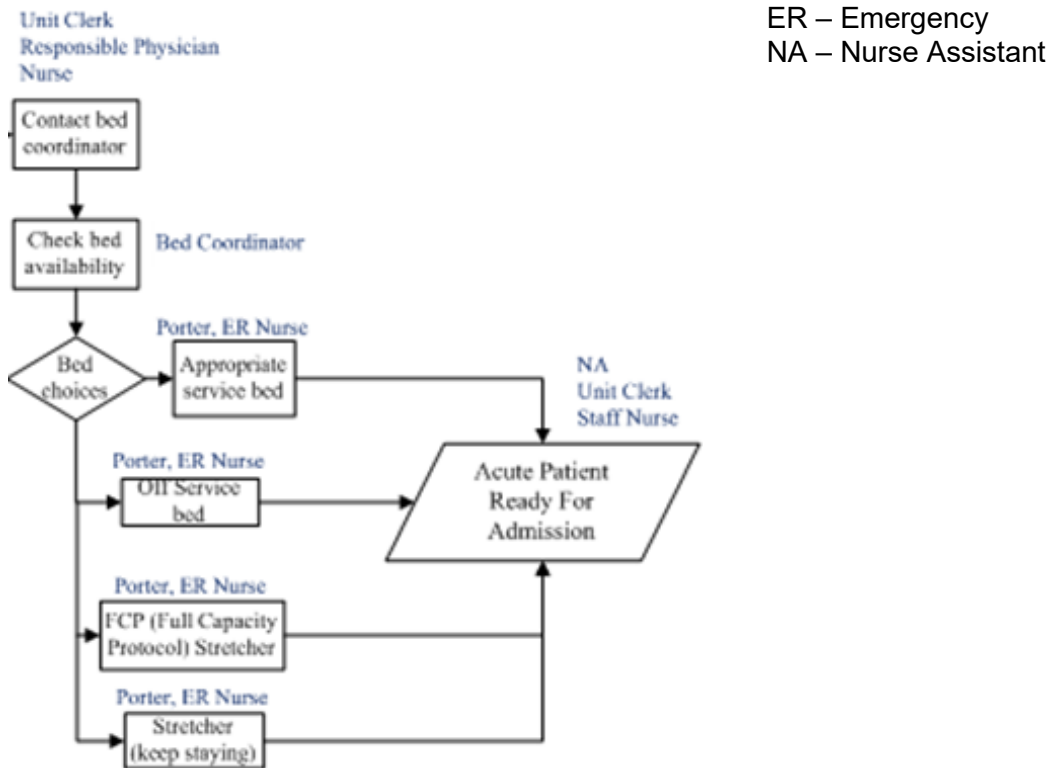 Unit Clerk
Responsible Physician
Nurse
ER – Emergency
NA – Nurse Assistant
Contact bed
coordinator
Check bed
availability
Bed Coordinator
Bed
choices
Porter, ER Nurse
Appropriate
service bed
NA
Unit Clerk
Staff Nurse
Porter, ER Nurse
Off Service
bed
Acute Patient
Ready For
Admission
Porter, ER Nurse
FCP (Full Capacity
Protocol) Stretcher
Porter, ER Nurse
Stretcher
(keep staying)